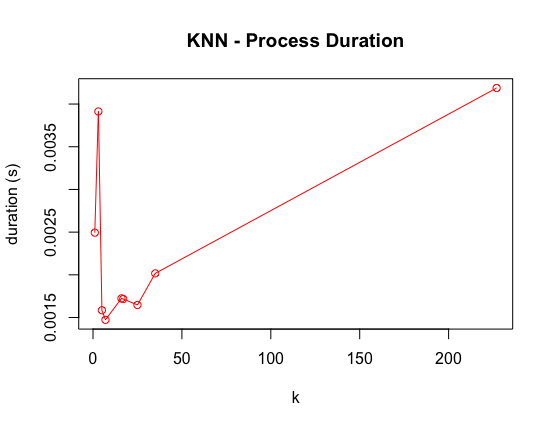 KNN - Process Duration
duration (s)
0.0035
0.0025
0.0015
0 50 100 150 200
k